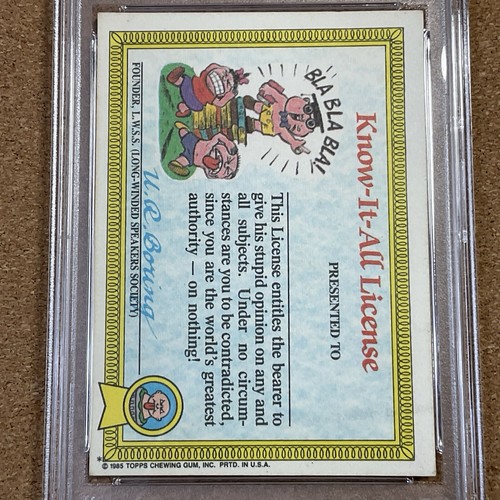 Know-It-All License
PRESENTED TO
BLA BLA BLA!
This License entitles the bearer to
give his stupid opinion on any and
all subjects. Under no circum-
stances are you to be contradicted,
since you are the world's greatest
authority — on nothing!
U. R. Boring
FOUNDER, L.W.S.S. (LONG-WINDED SPEAKERS SOCIETY)
* © 1985 TOPPS CHEWING GUM, INC. PRTD. IN U.S.A.